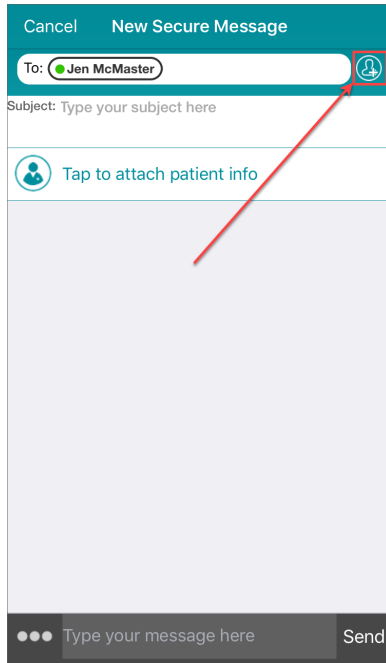 Cancel New Secure Message
To: Jen McMaster
Subject: Type your subject here
Tap to attach patient info
Type your message here Send